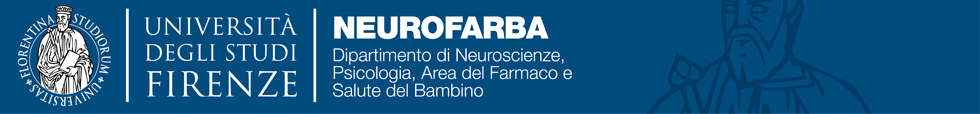 FLORENTINA STUDIORUM UNIVERSITAS
UNIVERSITÀ
DEGLI STUDI
FIRENZE
NEUROFARBA
Dipartimento di Neuroscienze,
Psicologia, Area del Farmaco e
Salute del Bambino